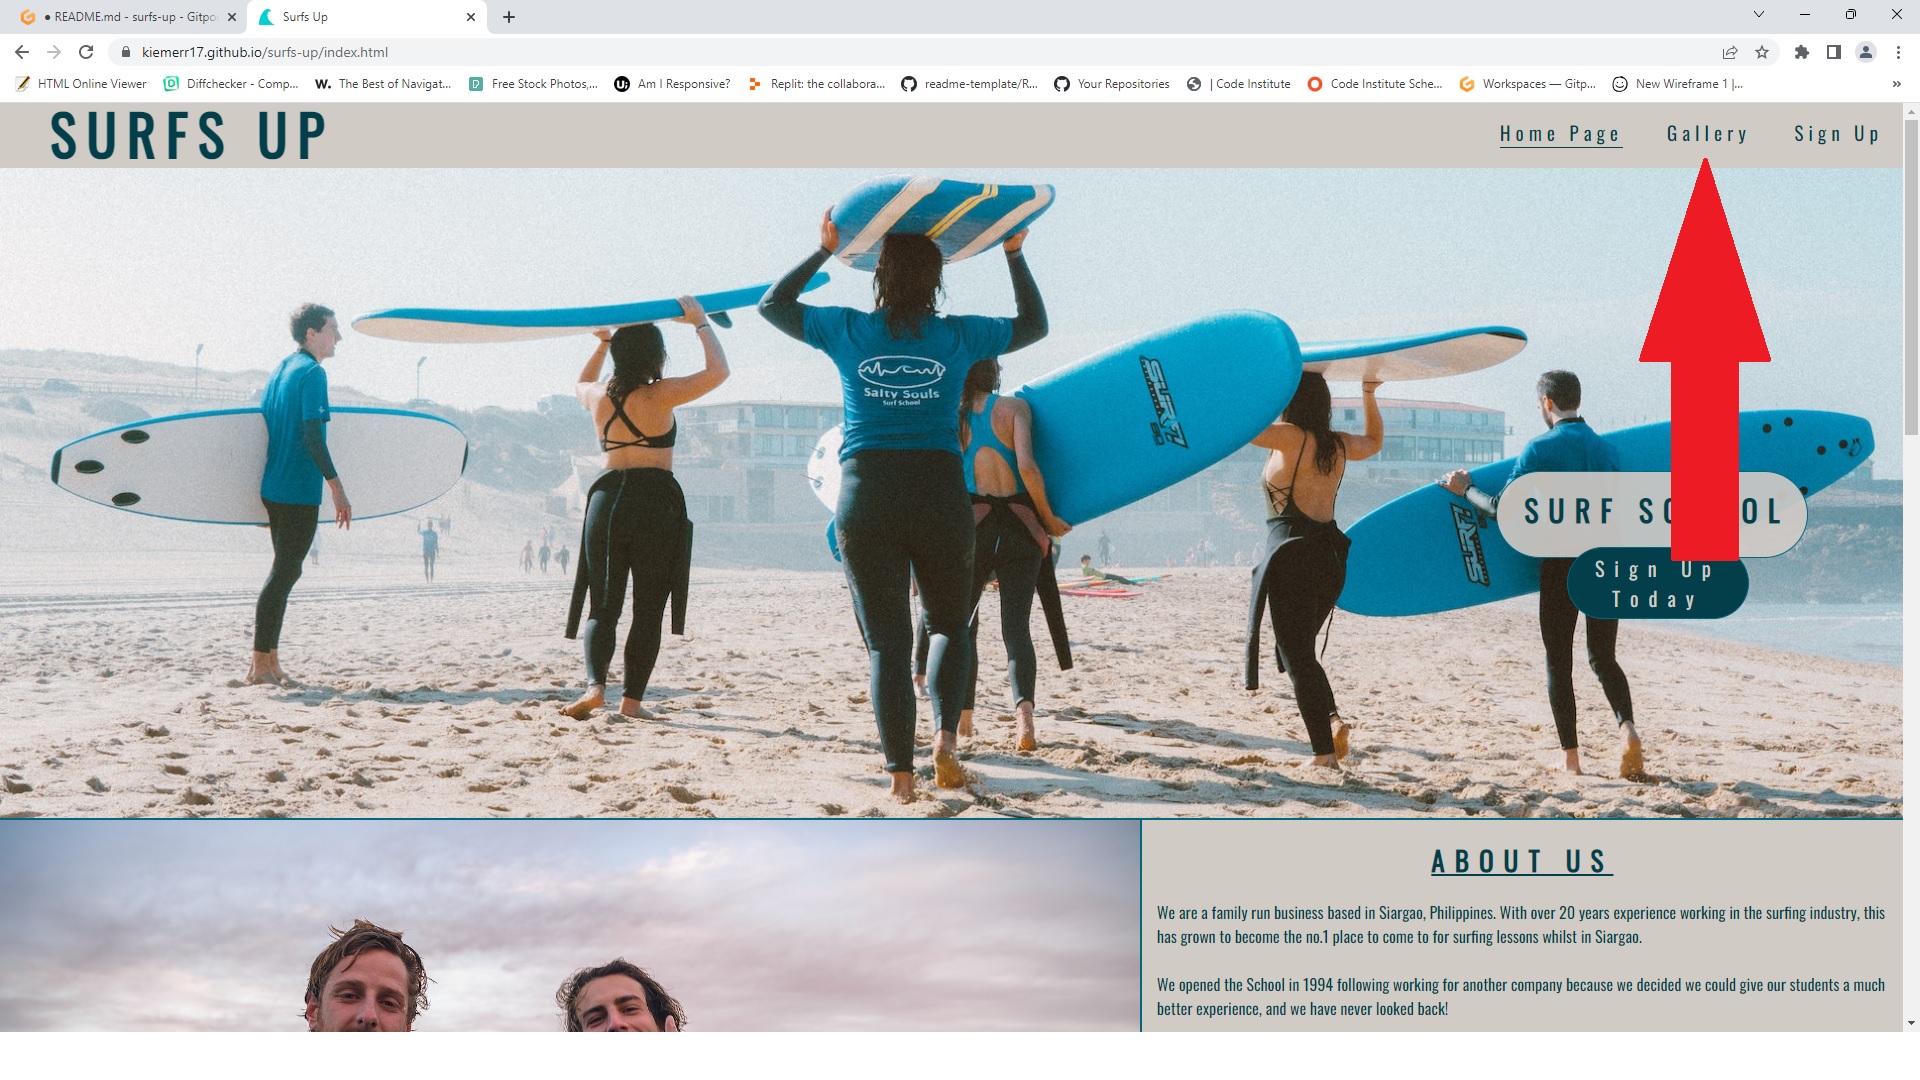 ● README.md - surfs-up - Gitpo
Surfs Up
kiemerr17.github.io/surfs-up/index.html
HTML Online Viewer
Diffchecker - Comp...
W. The Best of Navigat...
Free Stock Photos,...
Am I Responsive?
Replit: the collabora...
readme-template/R...
Your Repositories
| Code Institute
Code Institute Sche...
Workspaces — Gitp...
New Wireframe 1 |...
»
SURFS UP
Home Page
Gallery
Sign Up
Salty Souls
Surf School
SURF
SURF
SURF SC OL
Sign Up
Today
ABOUT US
We are a family run business based in Siargao, Philippines. With over 20 years experience working in the surfing industry, this
has grown to become the no.1 place to come to for surfing lessons whilst in Siargao.
We opened the School in 1994 following working for another company because we decided we could give our students a much
better experience, and we have never looked back!